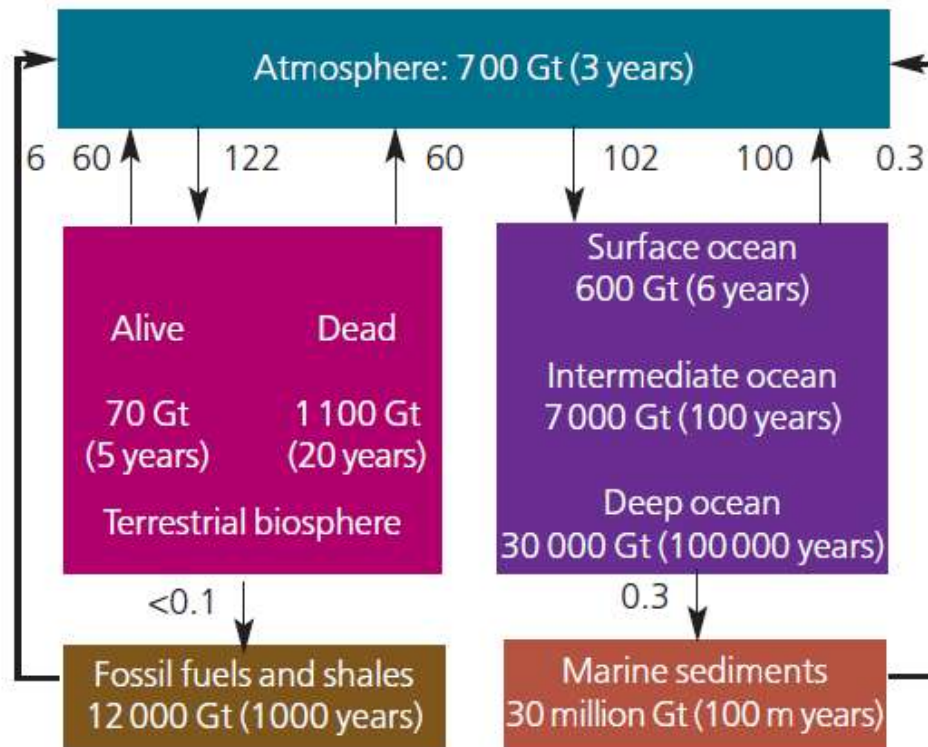 Atmosphere: 700 Gt (3 years)
6 60 122 60 102 100 0.3
Alive Dead
70 Gt 1 100 Gt
(5 years) (20 years)
Terrestrial biosphere
Surface ocean
600 Gt (6 years)
Intermediate ocean
7 000 Gt (100 years)
Deep ocean
30 000 Gt (100 000 years)
<0.1 0.3
Fossil fuels and shales
12 000 Gt (1000 years)
Marine sediments
30 million Gt (100 m years)